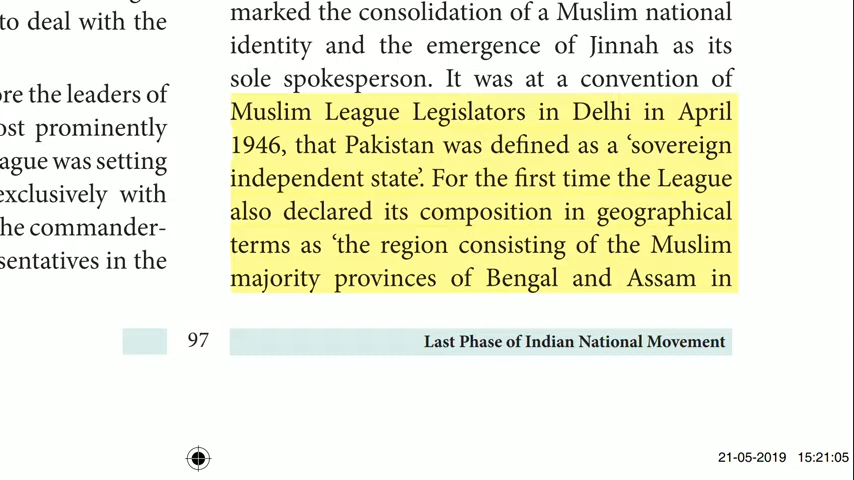 to deal with the
ore the leaders of
ost prominently
ague was setting
exclusively with
he commander-
sentatives in the
marked the consolidation of a Muslim national
identity and the emergence of Jinnah as its
sole spokesperson. It was at a convention of
Muslim League Legislators in Delhi in April
1946, that Pakistan was defined as a ‘sovereign
independent state’. For the first time the League
also declared its composition in geographical
terms as ‘the region consisting of the Muslim
majority provinces of Bengal and Assam in
97
Last Phase of Indian National Movement
21-05-2019 15:21:05